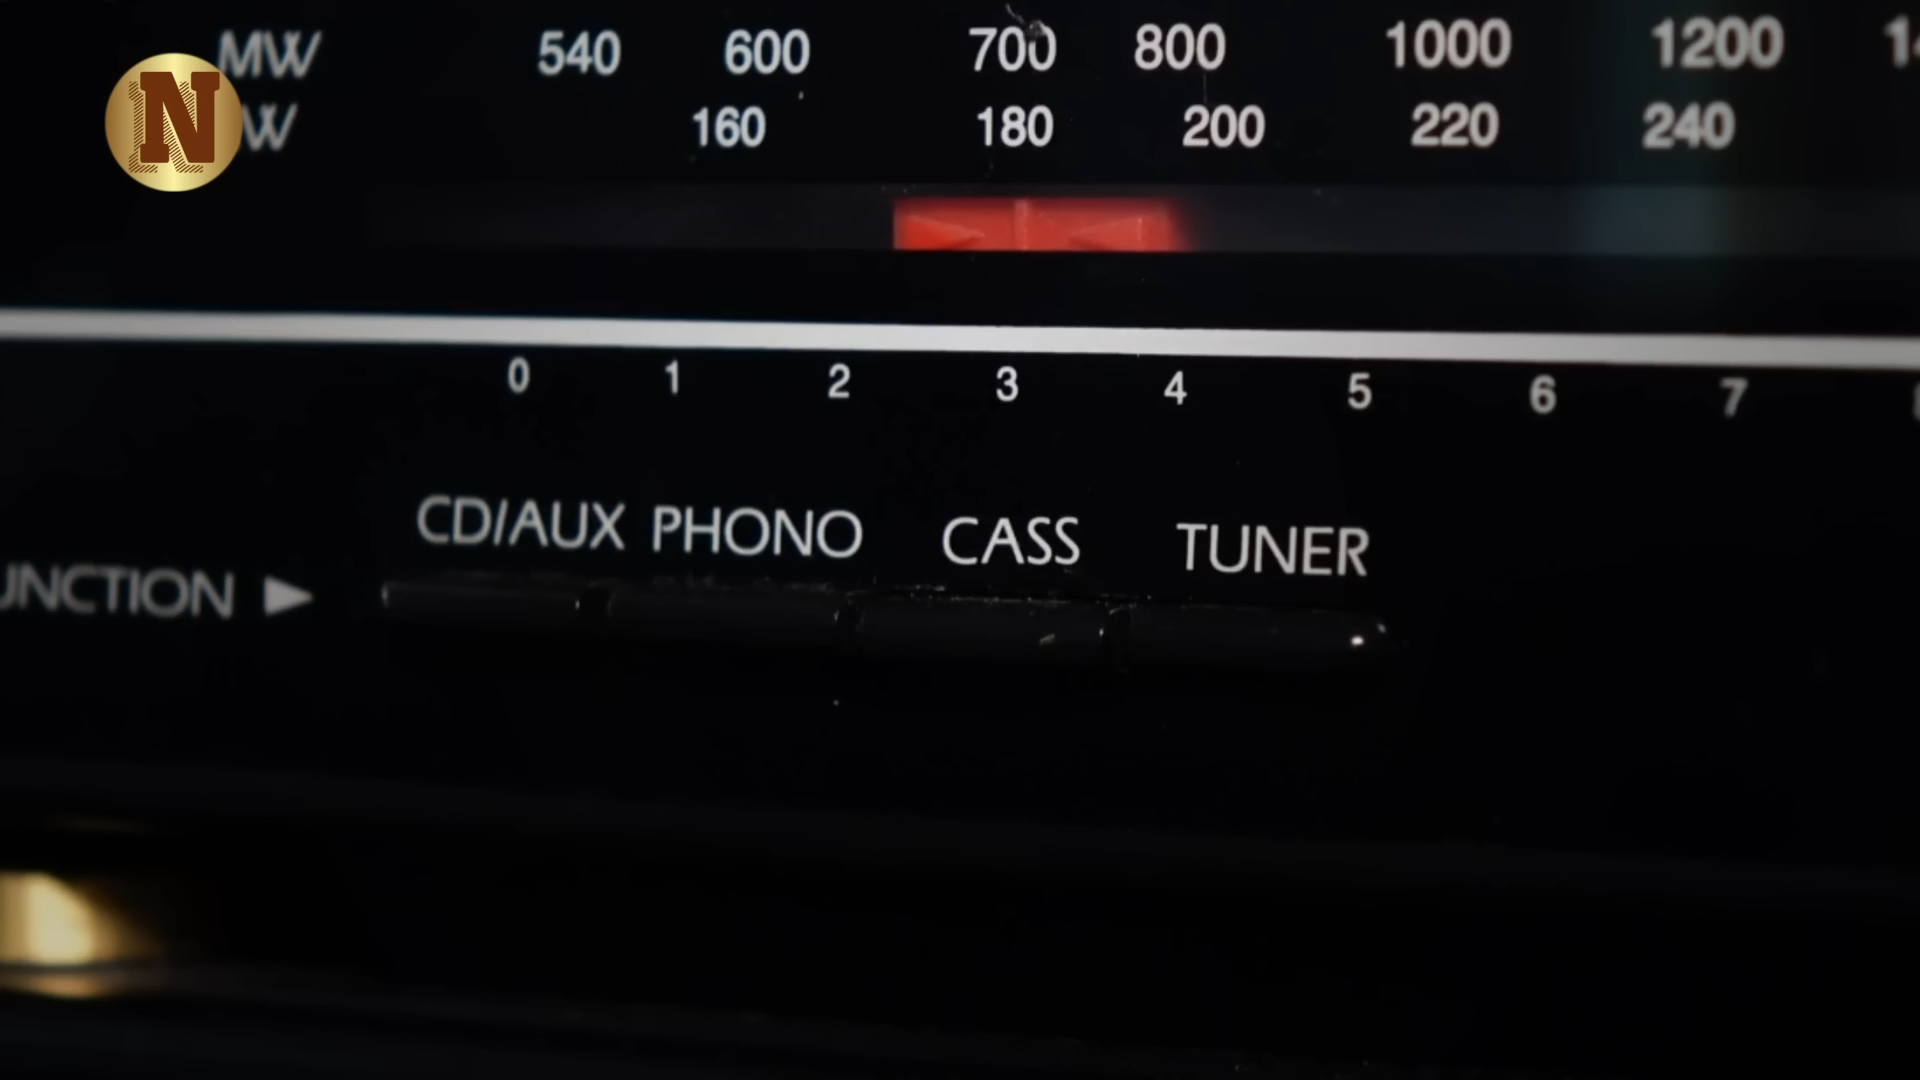 MW 540 600 700 800 1000 1200
N
W 160 180 200 220 240
0 1 2 3 4 5 6 7
CD/AUX PHONO CASS TUNER
UNCTION ▶